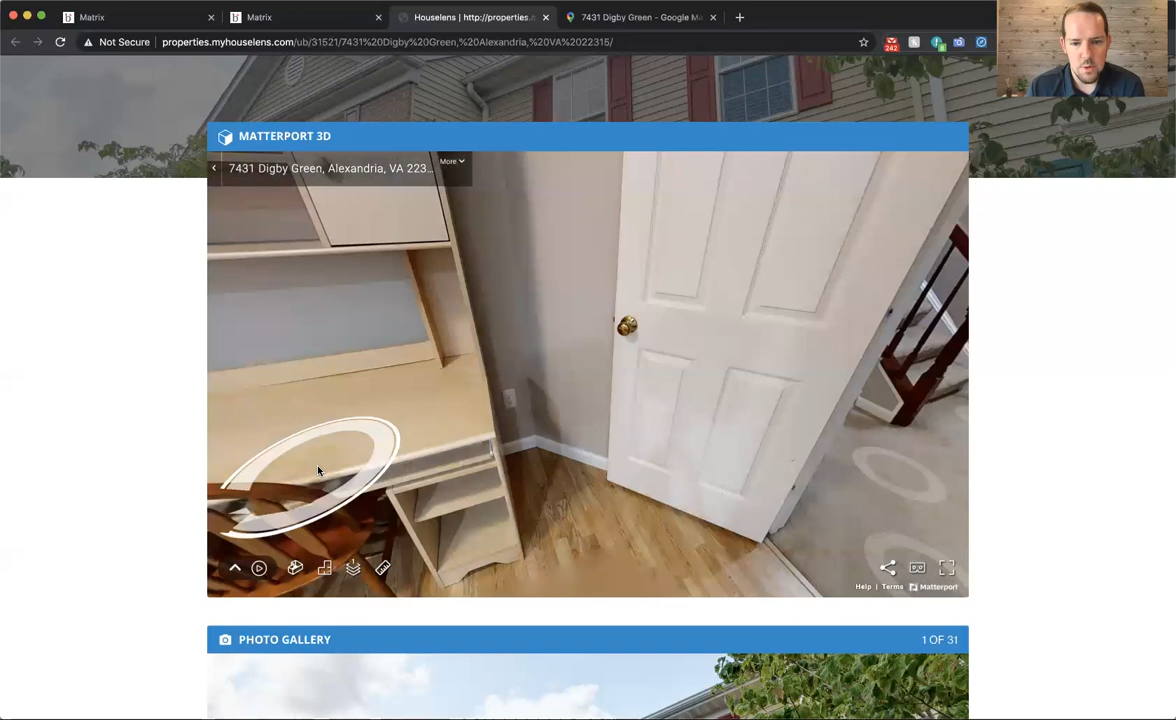 Matrix
Matrix
Houselens | http://properties.
7431 Digby Green - Google M
Not Secure
properties.myhouselens.com/ub/31521/7431%20Digby%20Green,%20Alexandria,%20VA%2022315/
242
6
MATTERPORT 3D
7431 Digby Green, Alexandria, VA 223...
More
Help | Terms
Matterport
PHOTO GALLERY
1 OF 31